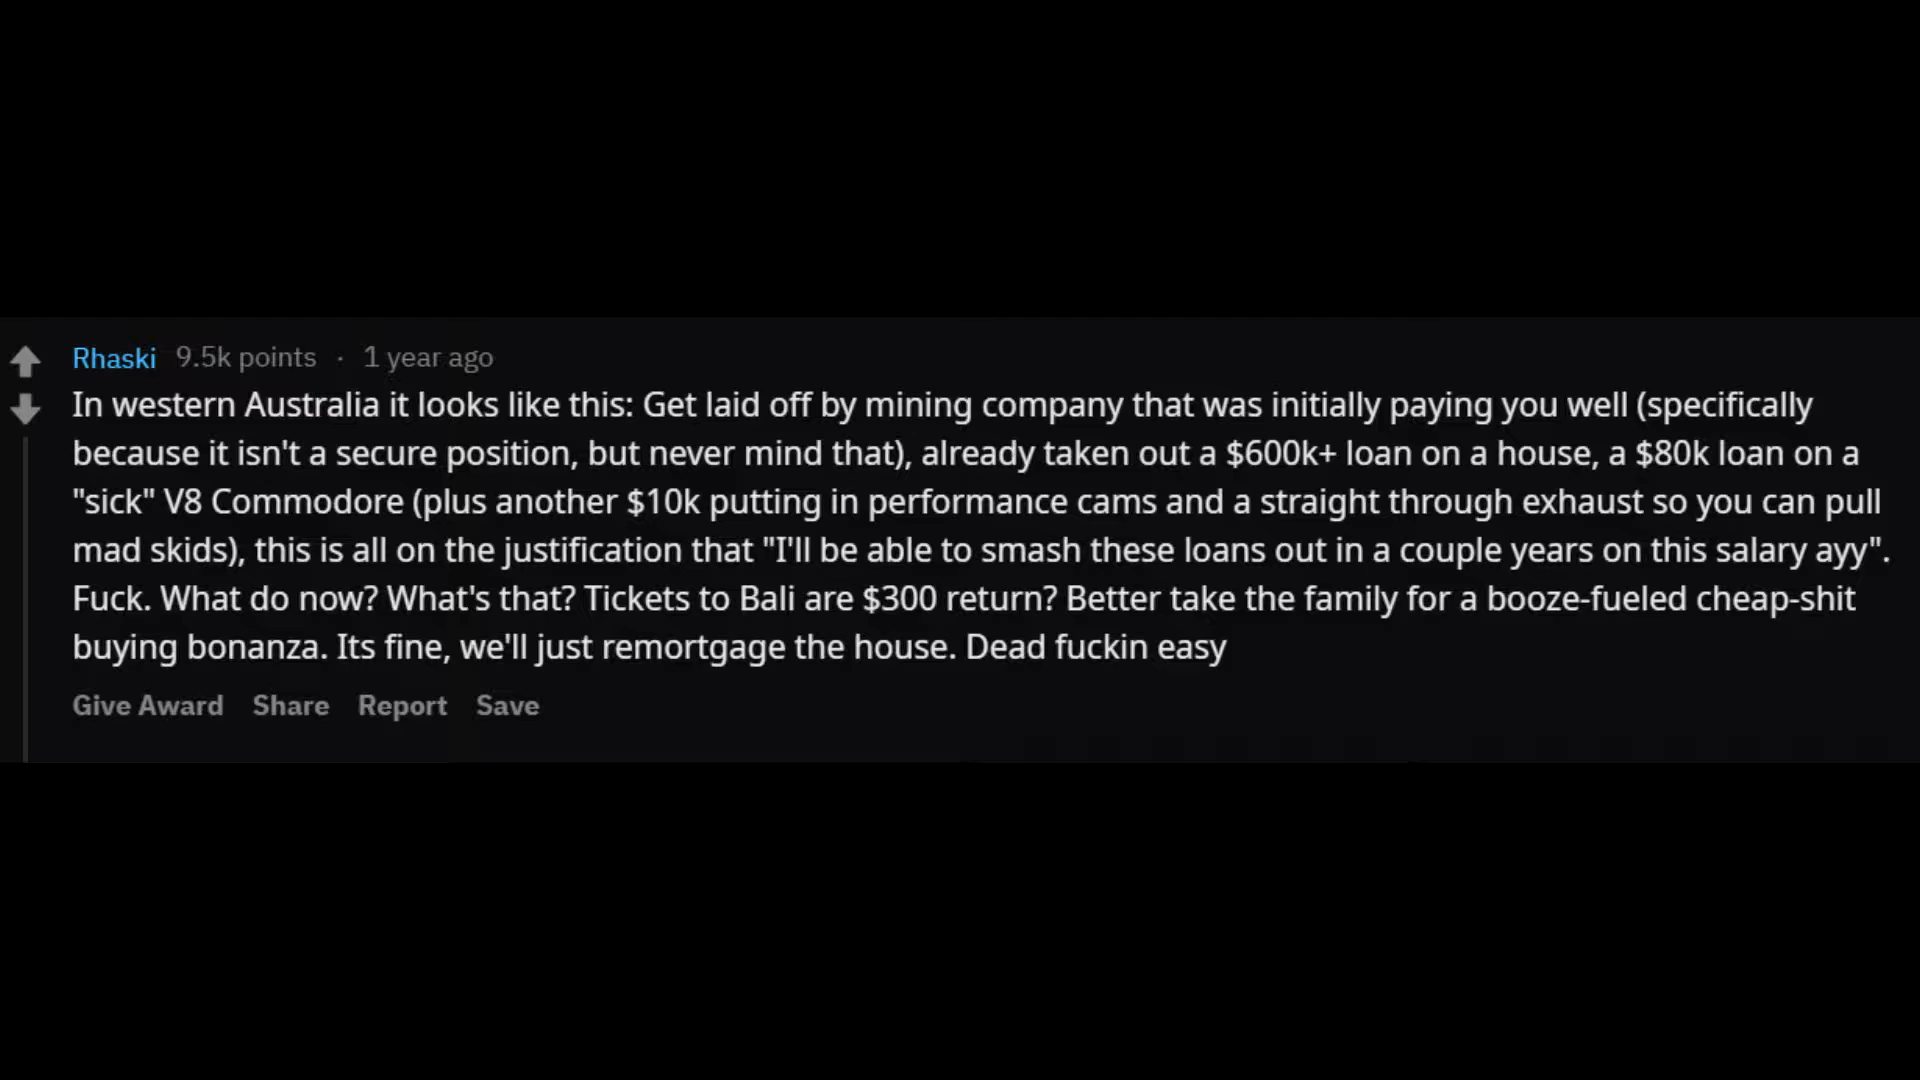 Rhaski 9.5k points · 1 year ago
In western Australia it looks like this: Get laid off by mining company that was initially paying you well (specifically
because it isn't a secure position, but never mind that), already taken out a $600k+ loan on a house, a $80k loan on a
"sick" V8 Commodore (plus another $10k putting in performance cams and a straight through exhaust so you can pull
mad skids), this is all on the justification that "I'll be able to smash these loans out in a couple years on this salary ayy".
Fuck. What do now? What's that? Tickets to Bali are $300 return? Better take the family for a booze-fueled cheap-shit
buying bonanza. Its fine, we'll just remortgage the house. Dead fuckin easy
Give Award Share Report Save